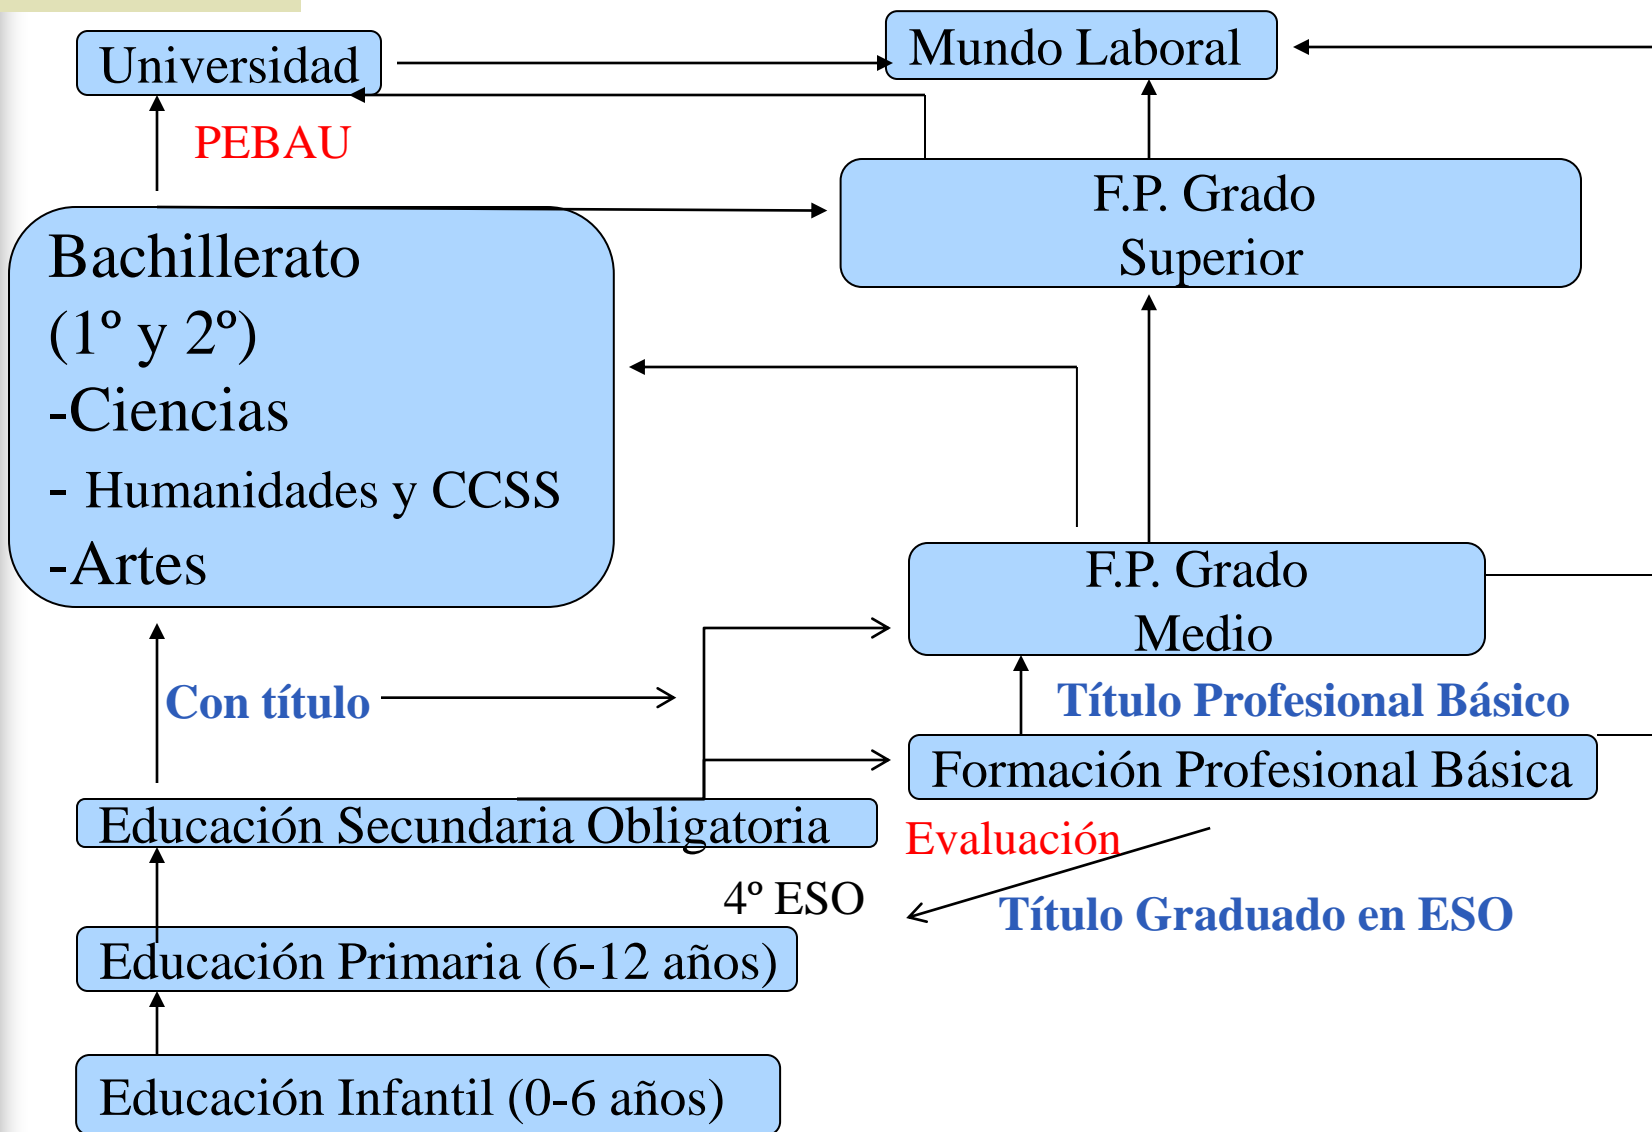 Universidad
Mundo Laboral
PEBAU
F.P. Grado
Superior
Bachillerato
(1º y 2º)
-Ciencias
- Humanidades y CCSS
-Artes
F.P. Grado
Medio
Con título
Título Profesional Básico
Formación Profesional Básica
Educación Secundaria Obligatoria
Evaluación
4º ESO
Título Graduado en ESO
Educación Primaria (6-12 años)
Educación Infantil (0-6 años)